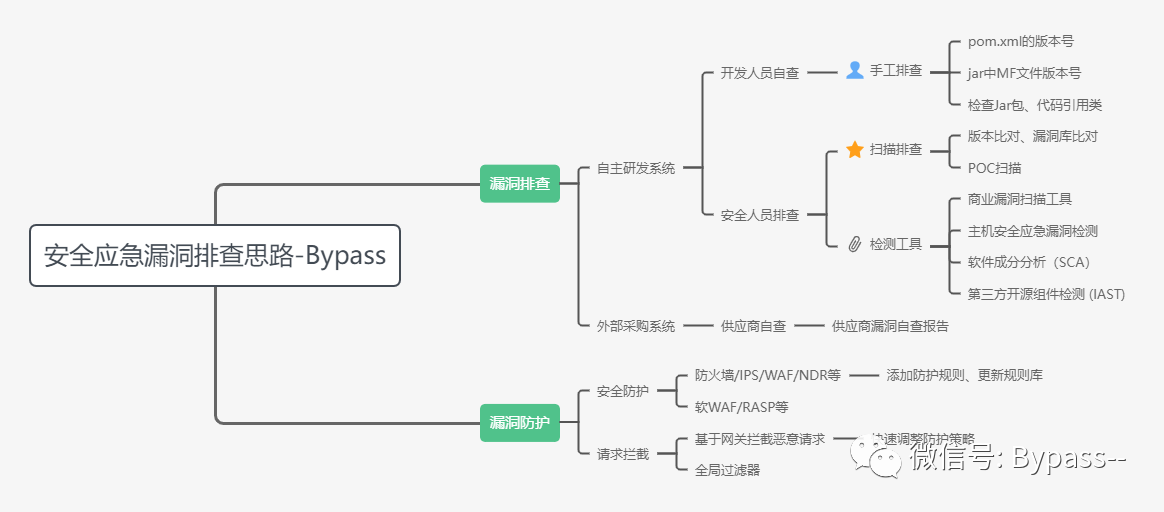 安全应急漏洞排查思路-Bypass
漏洞排查
自主研发系统
开发人员自查
手工排查
pom.xml的版本号
jar中MF文件版本号
检查Jar包、代码引用类
安全人员排查
扫描排查
版本比对、漏洞库比对
POC扫描
检测工具
商业漏洞扫描工具
主机安全应急漏洞检测
软件成分分析（SCA）
第三方开源组件检测 (IAST)
外部采购系统
供应商自查
供应商漏洞自查报告
漏洞防护
安全防护
防火墙/IPS/WAF/NDR等
添加防护规则、更新规则库
软WAF/RASP等
请求拦截
基于网关拦截恶意请求
快速调整防护策略
全局过滤器
微信号: Bypass--